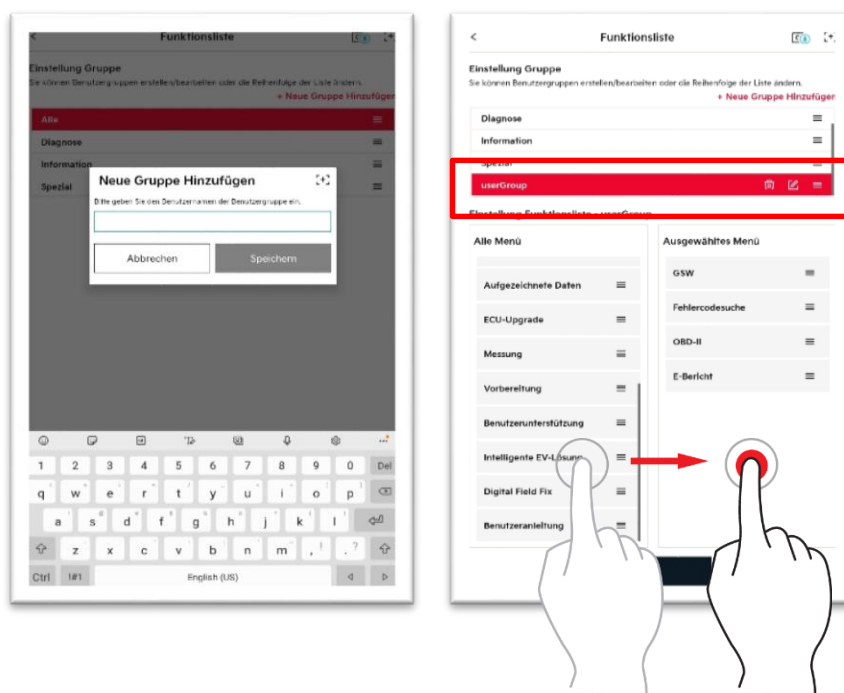 Funktionsliste
Einstellung Gruppe
Sie können Benutzergruppen erstellen/bearbeiten oder die Reihenfolge der Liste ändern.
+ Neue Gruppe Hinzufügen
Alle
Diagnose
Information
Spezial
Neue Gruppe Hinzufügen
Bitte geben Sie den Benutzernamen der Benutzergruppe ein.
Abbrechen
Speichern
1 2 3 4 5 6 7 8 9 0 Del
q w e r t y u i o p
a s d f g h j k l
z x c v b n m , ! . ?
Ctrl !#1 English (US)
Funktionsliste
Einstellung Gruppe
Sie können Benutzergruppen erstellen/bearbeiten oder die Reihenfolge der Liste ändern.
+ Neue Gruppe Hinzufügen
Diagnose
Information
Spezial
userGroup
Einstellung Funktionsliste - userGroup
Alle Menü
Aufgezeichnete Daten
ECU-Upgrade
Messung
Vorbereitung
Benutzerunterstützung
Intelligente EV-Lösung
Digital Field Fix
Benutzeranleitung
Ausgewähltes Menü
GSW
Fehlercodesuche
OBD-II
E-Bericht